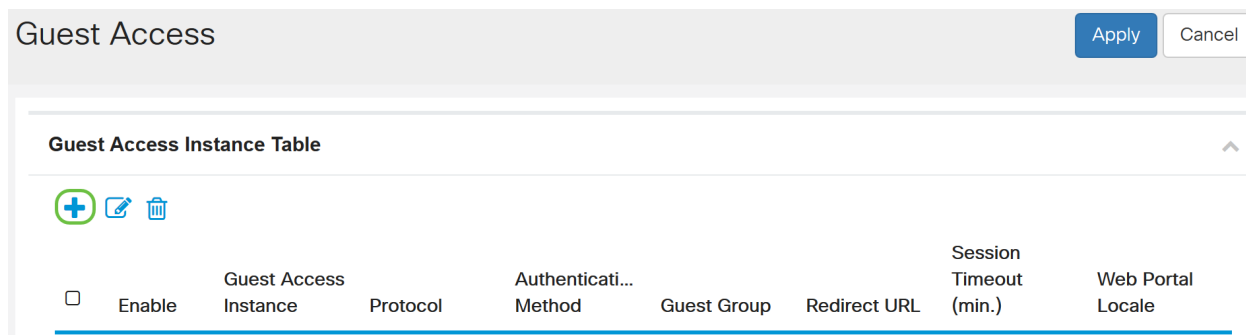 Guest Access
Apply
Cancel
Guest Access Instance Table
Enable
Guest Access
Instance
Protocol
Authenticati...
Method
Guest Group
Redirect URL
Session
Timeout
(min.)
Web Portal
Locale